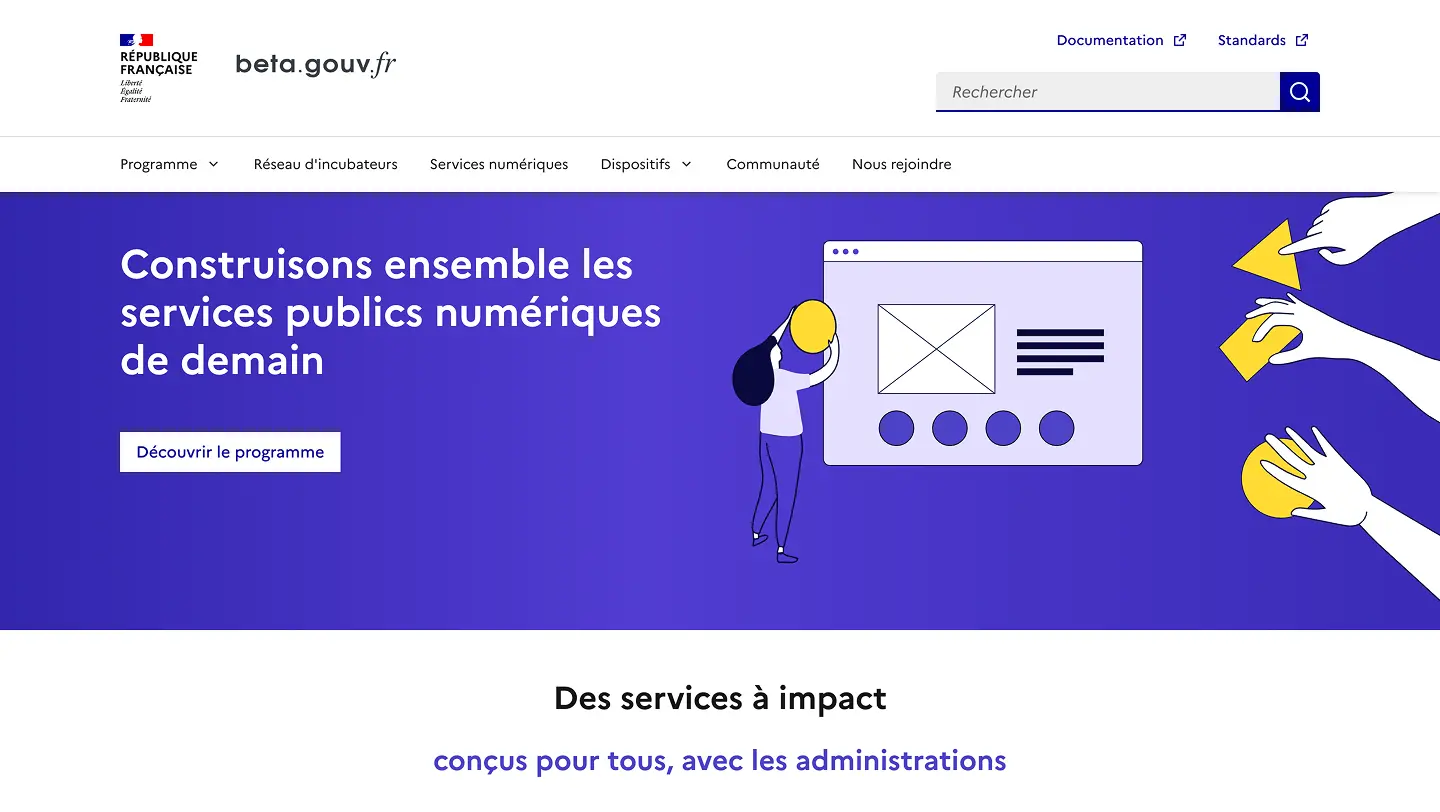 RÉPUBLIQUE
FRANÇAISE
Liberté
Égalité
Fraternité
beta.gouv.fr
Documentation
Standards
Rechercher
Programme
Réseau d'incubateurs
Services numériques
Dispositifs
Communauté
Nous rejoindre
Construisons ensemble les
services publics numériques
de demain
Découvrir le programme
Des services à impact
conçus pour tous, avec les administrations